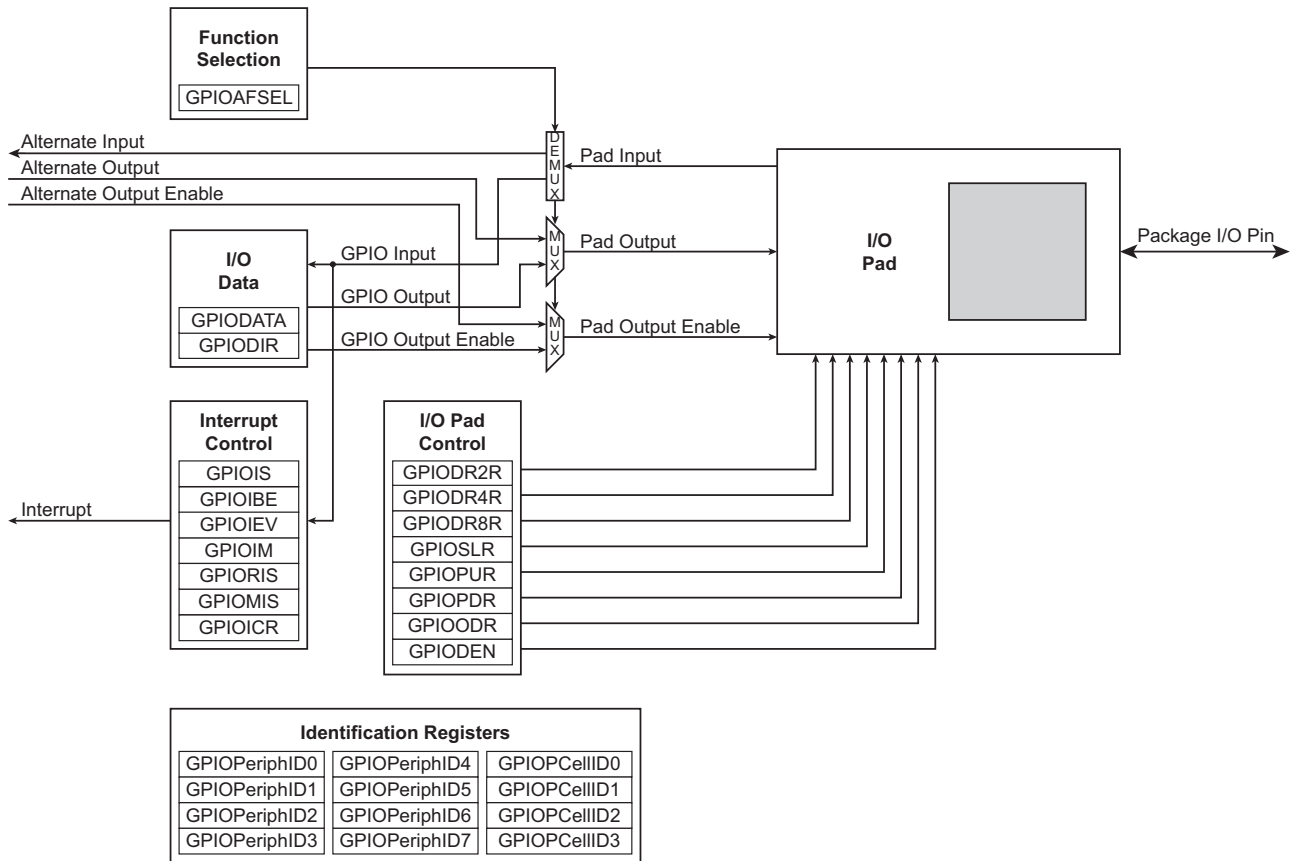 Function
Selection
GPIOAFSEL
Alternate Input
Alternate Output
Alternate Output Enable
DEMUX
Pad Input
MUX
Pad Output
I/O
Pad
Package I/O Pin
I/O
Data
GPIODATA
GPIODIR
GPIO Input
GPIO Output
GPIO Output Enable
MUX
Pad Output Enable
Interrupt
Control
GPIOIS
GPIOIBE
GPIOIEV
GPIOIM
GPIORIS
GPIOMIS
GPIOICR
Interrupt
I/O Pad
Control
GPIODR2R
GPIODR4R
GPIODR8R
GPIOSLR
GPIOPUR
GPIOPDR
GPIOODR
GPIODEN
Identification Registers
GPIOPeriphID0 GPIOPeriphID4 GPIOPCellID0
GPIOPeriphID1 GPIOPeriphID5 GPIOPCellID1
GPIOPeriphID2 GPIOPeriphID6 GPIOPCellID2
GPIOPeriphID3 GPIOPeriphID7 GPIOPCellID3